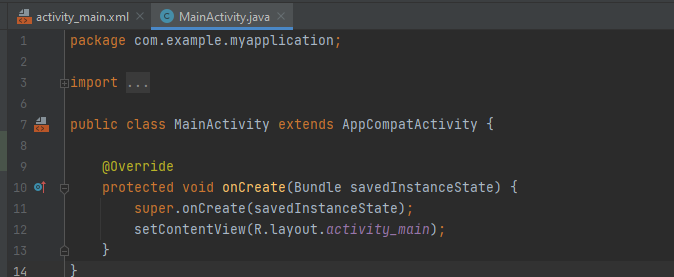 activity_main.xml MainActivity.java
1 package com.example.myapplication;
2
3 import ...
6
7 public class MainActivity extends AppCompatActivity {
8
9 @Override
10 protected void onCreate(Bundle savedInstanceState) {
11 super.onCreate(savedInstanceState);
12 setContentView(R.layout.activity_main);
13 }
14 }